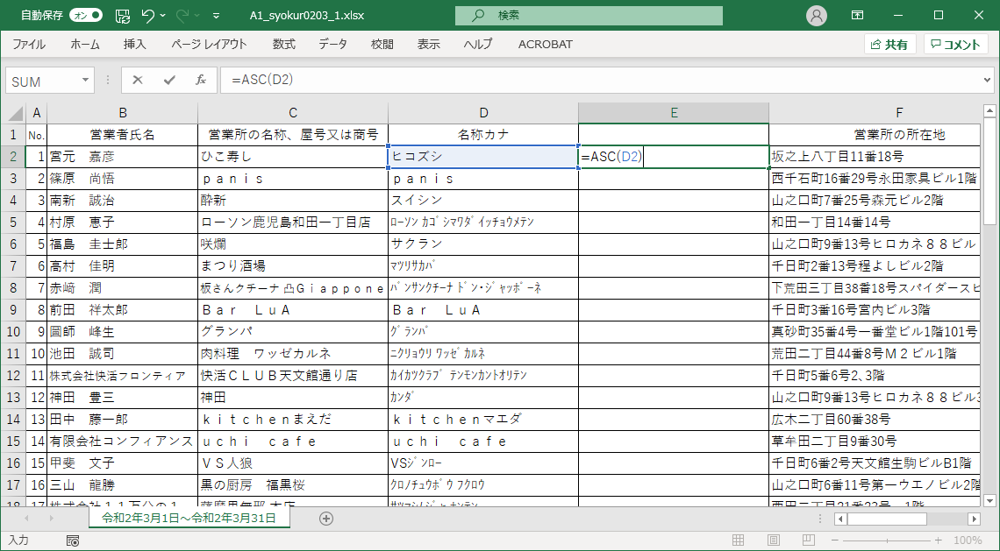 自動保存 オン A1_syokur0203_1.xlsx 検索
ファイル ホーム 挿入 ページ レイアウト 数式 データ 校閲 表示 ヘルプ ACROBAT 共有 コメント
SUM fx =ASC(D2)
A B C D E F
1 No. 営業者氏名 営業所の名称、屋号又は商号 名称カナ 営業所の所在地
2 1 宮元　嘉彦 ひこ寿し ヒコズシ =ASC(D2) 坂之上八丁目11番18号
3 2 篠原　尚悟 ｐａｎｉｓ ｐａｎｉｓ 西千石町16番29号永田家具ビル1階
4 3 南新　誠治 酔新 スイシン 山之口町7番25号森元ビル2階
5 4 村原　恵子 ローソン鹿児島和田一丁目店 ﾛｰｿﾝ ｶｺﾞｼﾏﾜﾀﾞｲｯﾁｮｳﾒﾃﾝ 和田一丁目14番14号
6 5 福島　圭士郎 咲爛 サクラン 山之口町9番13号ヒロカネ８８ビル
7 6 高村　佳明 まつり酒場 ﾏﾂﾘｻｶﾊﾞ 千日町2番13号程よしビル2階
8 7 赤﨑　潤 板さんクチーナ 凸Ｇｉａｐｐｏｎｅ ﾊﾞﾝｻﾝｸﾁｰﾅ ﾄﾞﾝ･ｼﾞｬｯﾎﾟｰﾈ 下荒田三丁目38番18号スパイダースビ
9 8 前田　祥太郎 Ｂａｒ　ＬｕＡ Ｂａｒ　ＬｕＡ 千日町3番16号宮内ビル3階
10 9 圖師　峰生 グランパ ｸﾞﾗﾝﾊﾟ 真砂町35番4号一番堂ビル1階101号
11 10 池田　誠司 肉料理　ワッゼカルネ ﾆｸﾘｮｳﾘ ﾜｯｾﾞｶﾙﾈ 荒田二丁目44番8号Ｍ２ビル1階
12 11 株式会社快活フロンティア 快活ＣＬＵＢ天文館通り店 ｶｲｶﾂｸﾗﾌﾞ ﾃﾝﾓﾝｶﾝﾄｵﾘﾃﾝ 千日町5番6号2､3階
13 12 神田　豊三 神田 ｶﾝﾀﾞ 山之口町9番13号ヒロカネ８８ビル3
14 13 田中　藤一郎 ｋｉｔｃｈｅｎまえだ ｋｉｔｃｈｅｎマエダ 広木二丁目60番38号
15 14 有限会社コンフィアンス ｕｃｈｉ　ｃａｆｅ ｕｃｈｉ　ｃａｆｅ 草牟田二丁目9番30号
16 15 甲斐　文子 ＶＳ人狼 VSｼﾞﾝﾛｰ 千日町6番2号天文館生駒ビルB1階
17 16 三山　龍勝 黒の厨房　福黒桜 ｸﾛﾉﾁｭｳﾎﾞｳ ﾌｸﾛｳ 山之口町6番11号第一ウエノビル2階
18 17
令和2年3月1日～令和2年3月31日
入力 100%